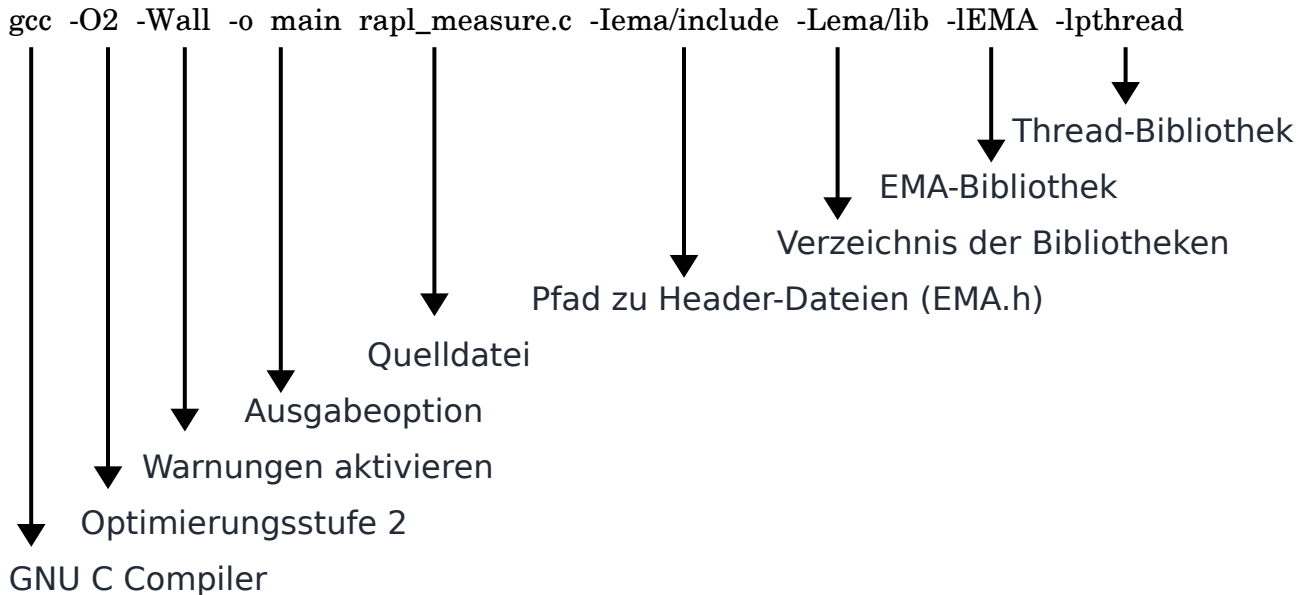 gcc -O2 -Wall -o main rapl_measure.c -Iema/include -Lema/lib -lEMA -lpthread
Thread-Bibliothek
EMA-Bibliothek
Verzeichnis der Bibliotheken
Pfad zu Header-Dateien (EMA.h)
Quelldatei
Ausgabeoption
Warnungen aktivieren
Optimierungsstufe 2
GNU C Compiler